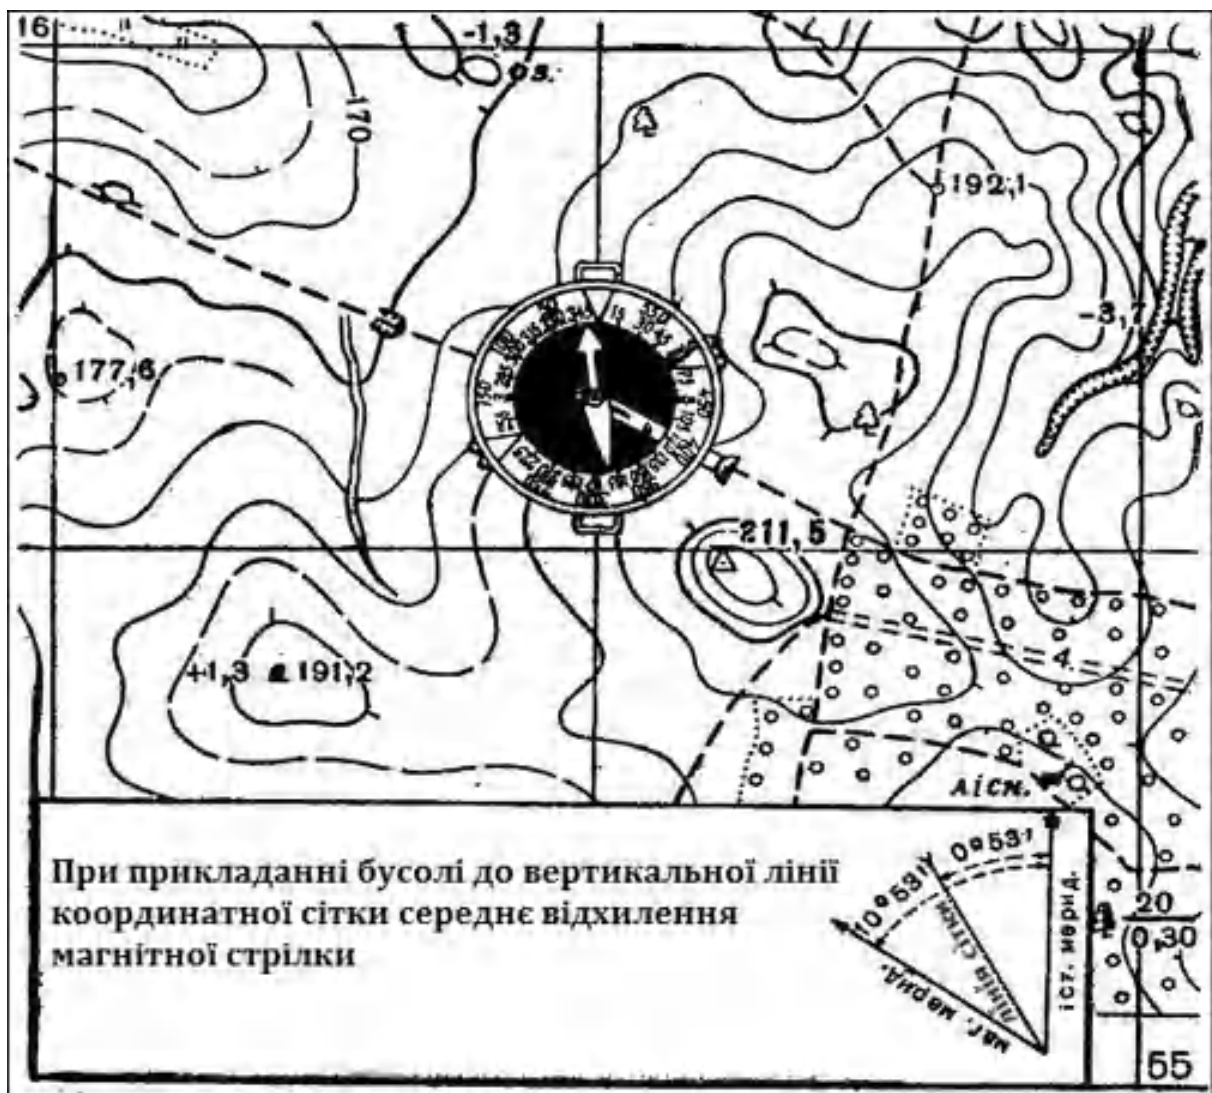 16
-1,3
оз.
170
192,1
-3,7
177,6
211,5
+1,3 191,2
4
Лісн.
При прикладанні бусолі до вертикальної лінії
координатної сітки середнє відхилення
магнітної стрілки
10°53'
0°53'
лінія сітки
маг. мерид.
іст. мерид.
20
0,30
55